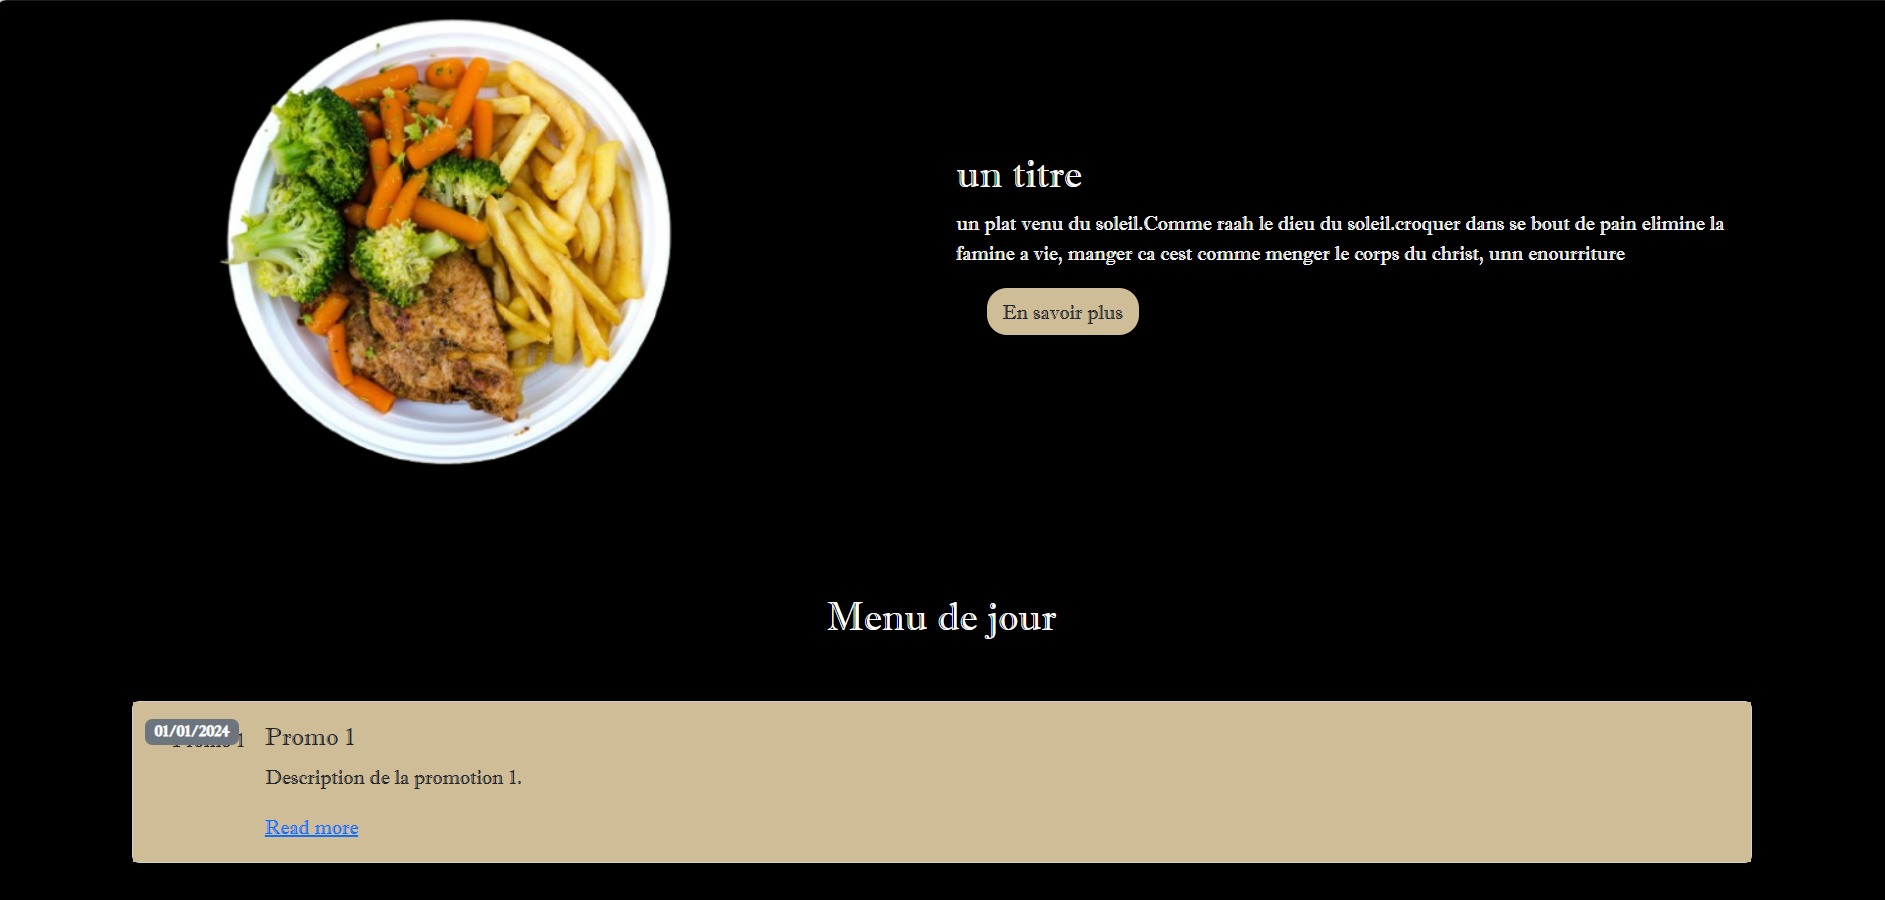 un titre
un plat venu du soleil.Comme raah le dieu du soleil.croquer dans se bout de pain elimine la
famine a vie, manger ca cest comme menger le corps du christ, unn enourriture
En savoir plus
Menu de jour
01/01/2024
Promo 1
Description de la promotion 1.
Read more